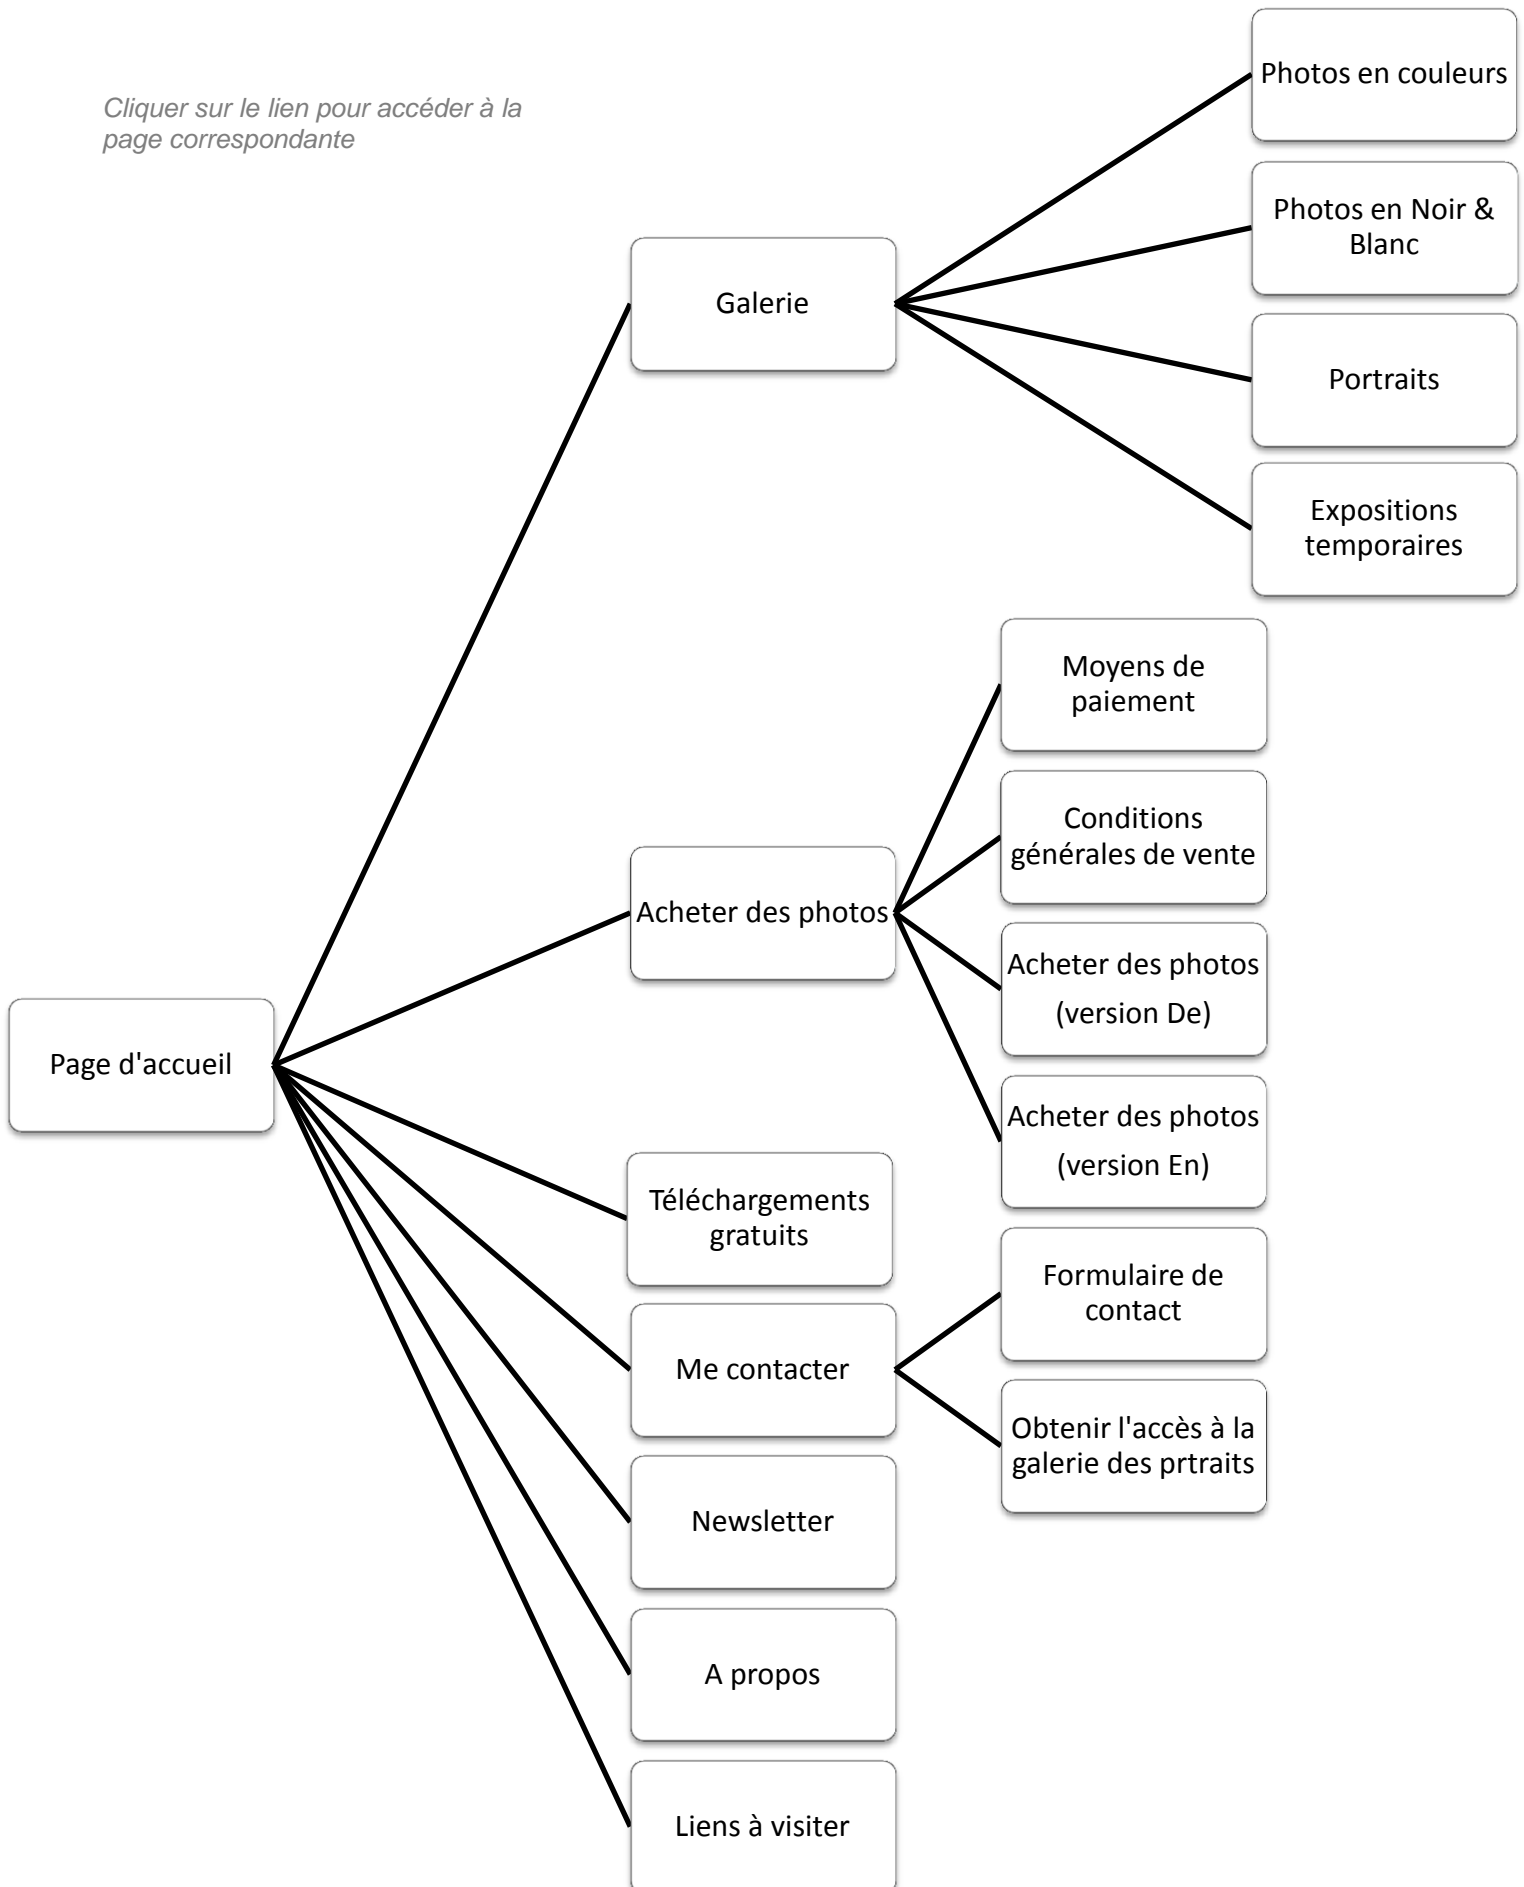 Cliquer sur le lien pour accéder à la
page correspondante
Photos en couleurs
Photos en Noir &
Blanc
Galerie
Portraits
Expositions
temporaires
Moyens de
paiement
Conditions
générales de vente
Acheter des photos
Acheter des photos
(version De)
Page d'accueil
Acheter des photos
(version En)
Téléchargements
gratuits
Formulaire de
contact
Me contacter
Obtenir l'accès à la
galerie des prtraits
Newsletter
A propos
Liens à visiter